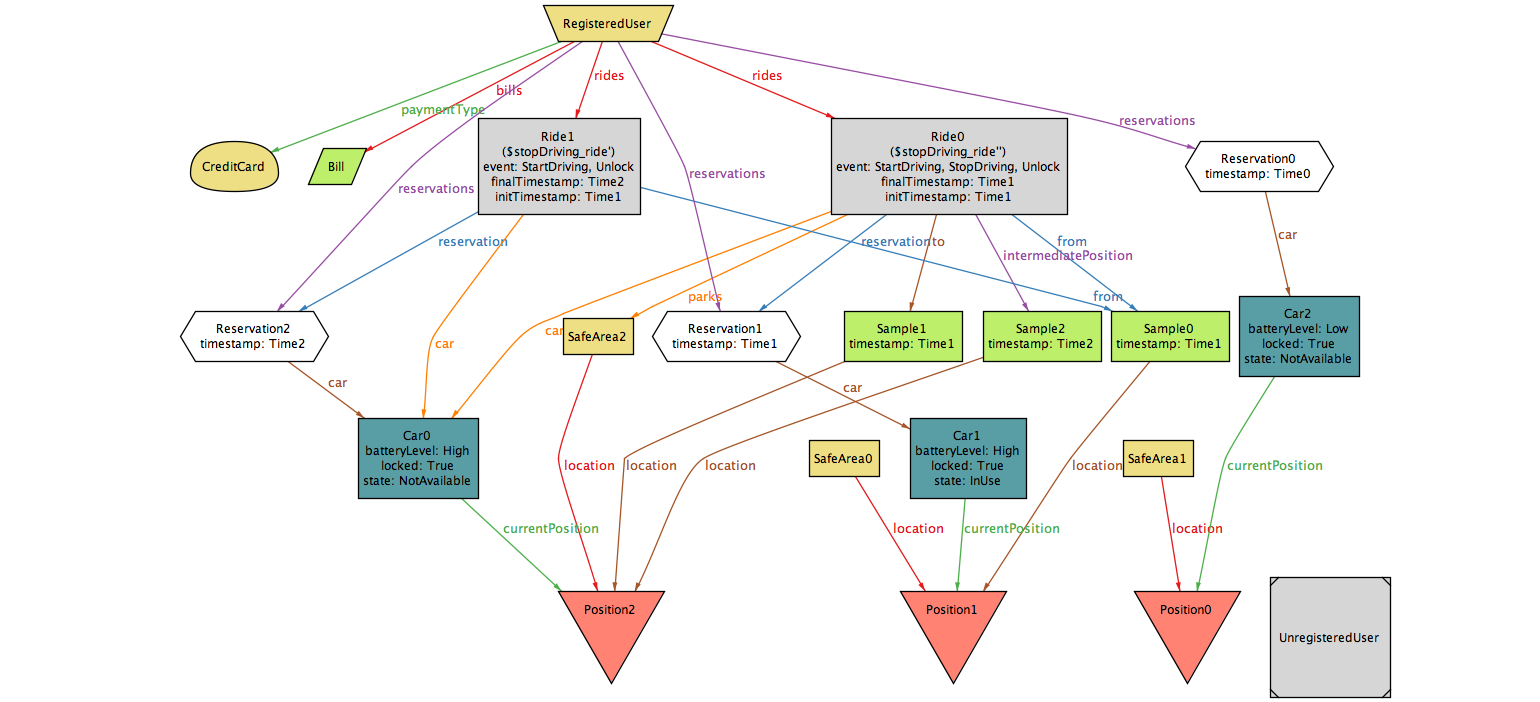 RegisteredUser
rides
rides
bills
paymentType
reservations
Ride1
($stopDriving_ride')
event: StartDriving, Unlock
finalTimestamp: Time2
initTimestamp: Time1
Ride0
($stopDriving_ride'')
event: StartDriving, StopDriving, Unlock
finalTimestamp: Time1
initTimestamp: Time1
CreditCard
Bill
Reservation0
timestamp: Time0
reservations
reservations
reservation
reservation
to
from
intermediatePosition
car
parks
from
Reservation2
timestamp: Time2
car
SafeArea2
Reservation1
timestamp: Time1
Sample1
timestamp: Time1
Sample2
timestamp: Time2
Sample0
timestamp: Time1
Car2
batteryLevel: Low
locked: True
state: NotAvailable
car
car
car
Car0
batteryLevel: High
locked: True
state: NotAvailable
location
location
location
SafeArea0
Car1
batteryLevel: High
locked: True
state: InUse
location
SafeArea1
currentPosition
currentPosition
location
currentPosition
location
Position2
Position1
Position0
UnregisteredUser